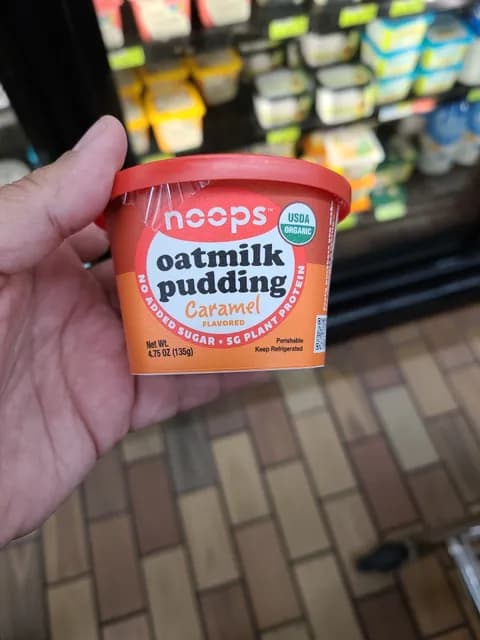 noops™
USDA
ORGANIC
oatmilk
pudding
Caramel
FLAVORED
NO ADDED SUGAR • 5G PLANT PROTEIN
Net Wt.
4.75 OZ (135g)
Perishable
Keep Refrigerated